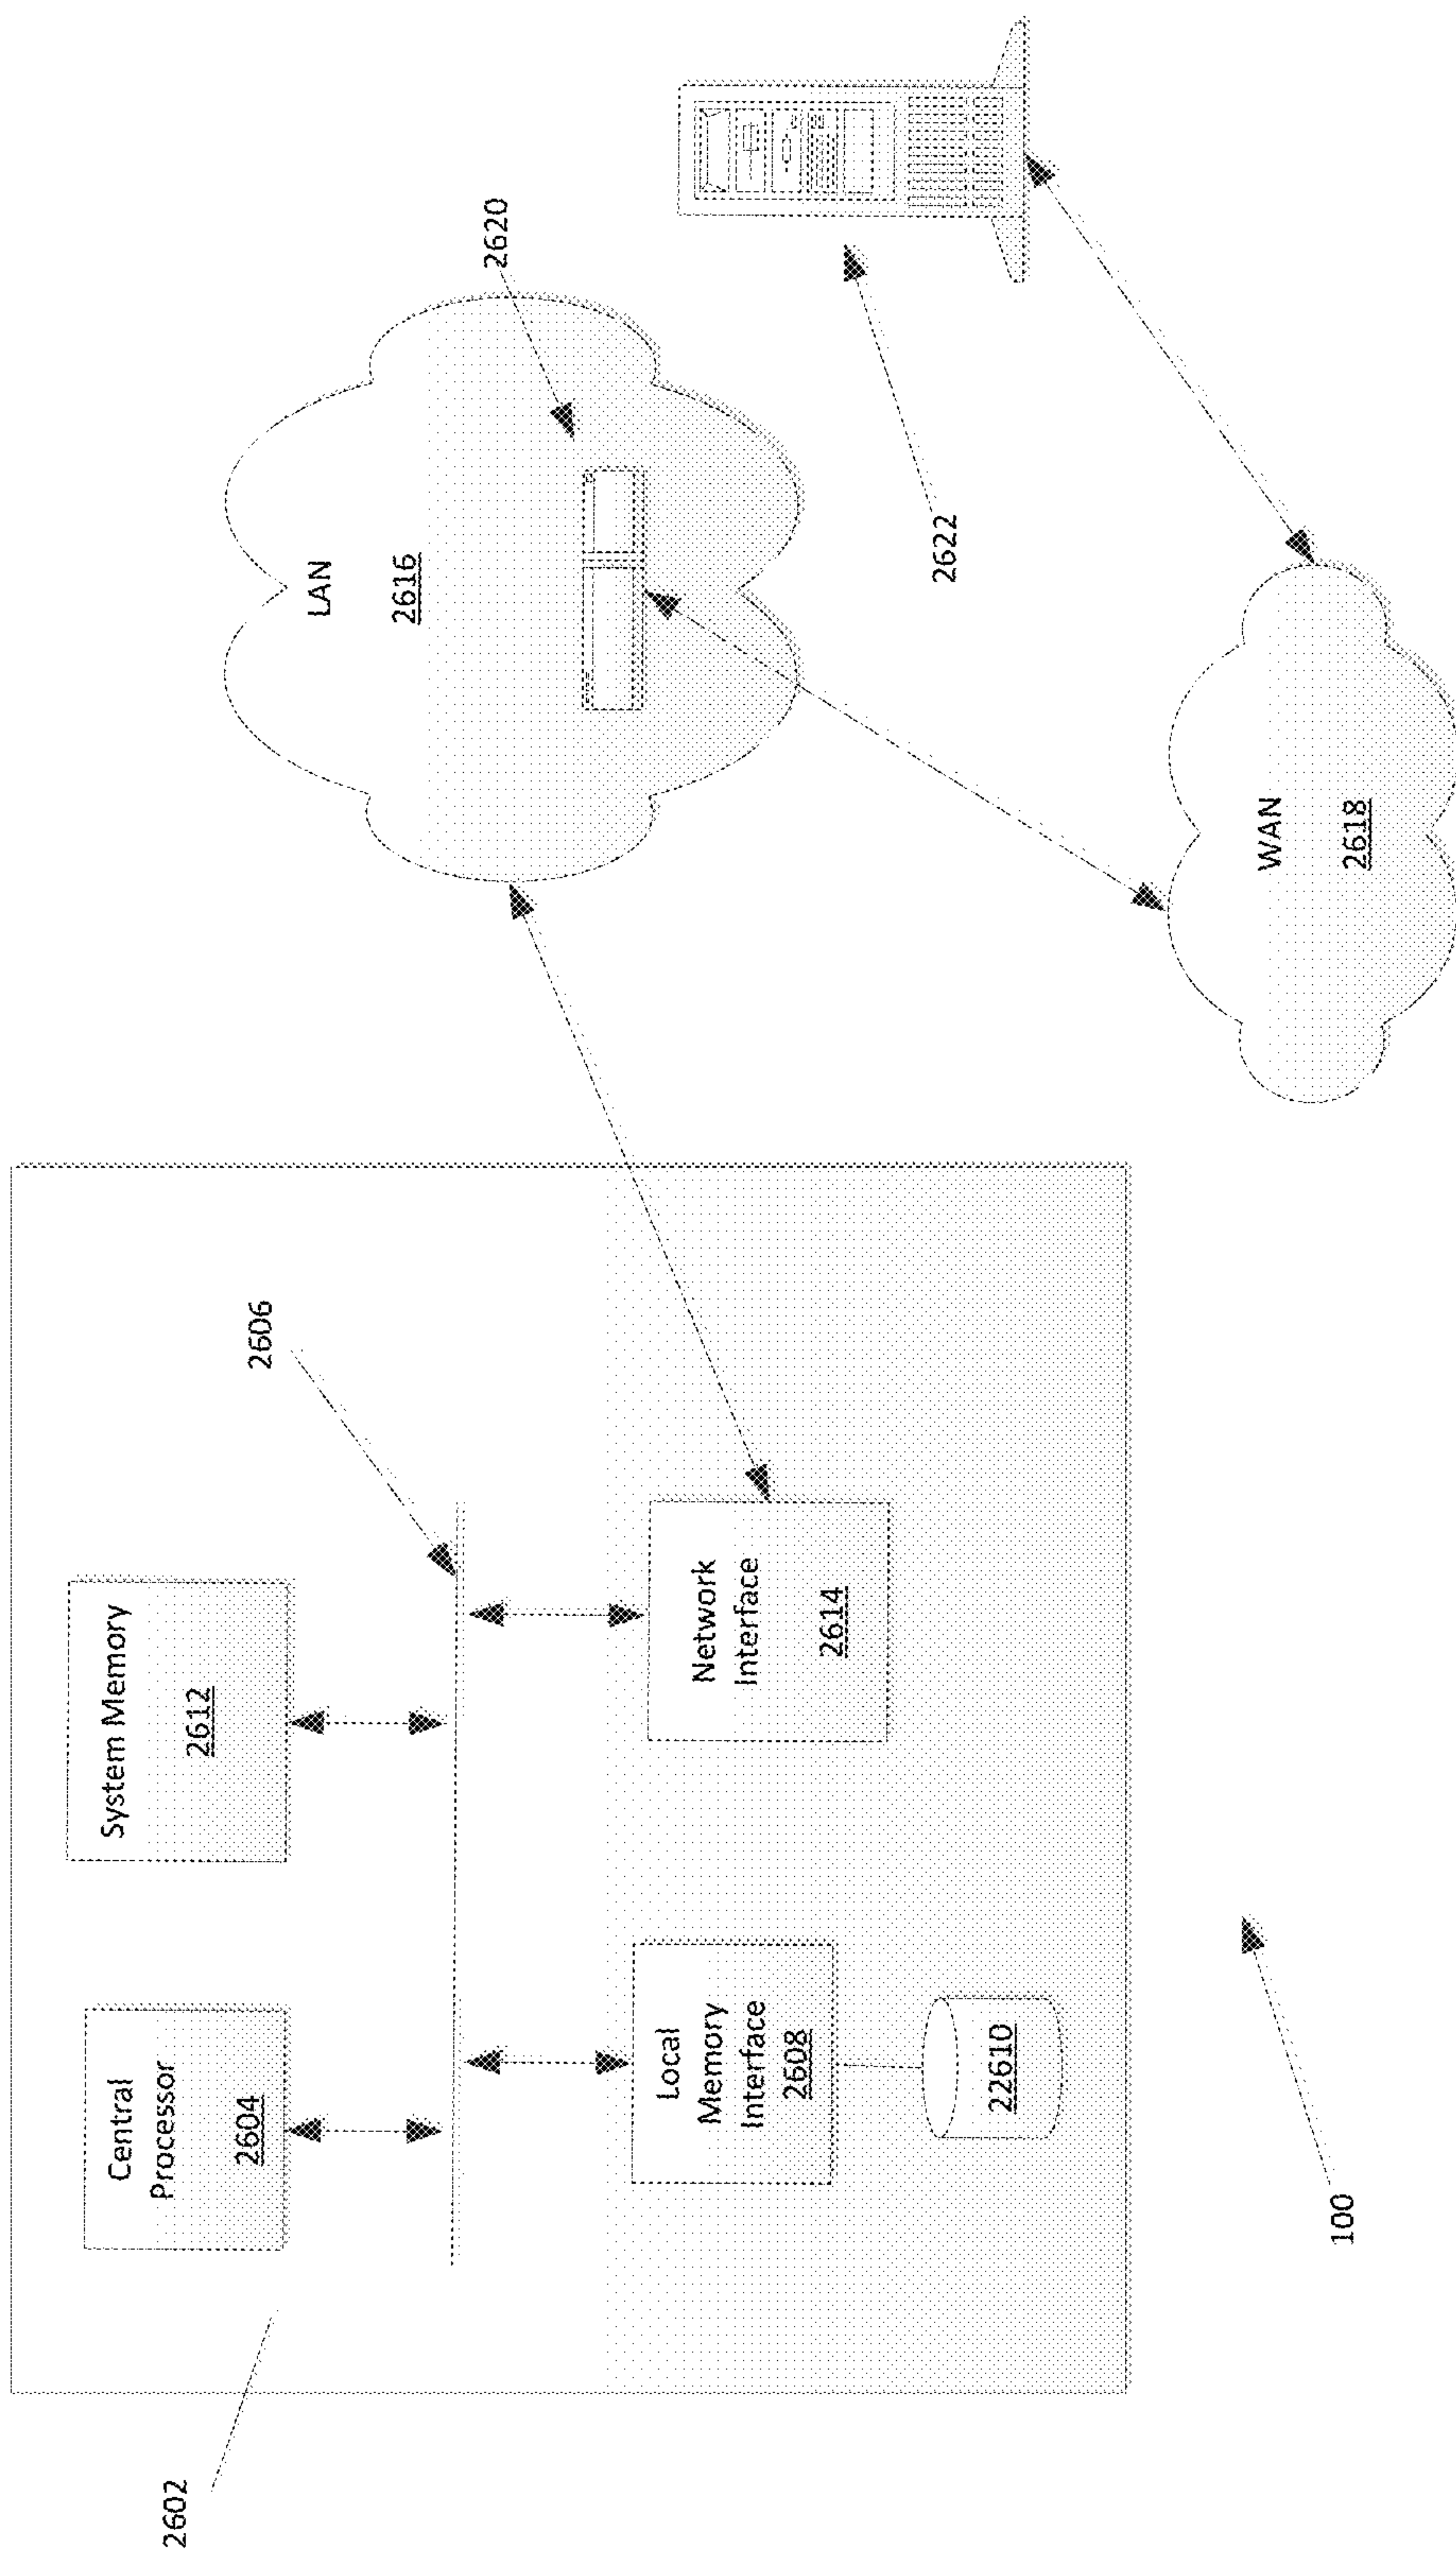 2602
Central
Processor
2604
System Memory
2612
2606
Local
Memory
Interface
2608
22610
Network
Interface
2614
LAN
2616
2620
2622
WAN
2618
100